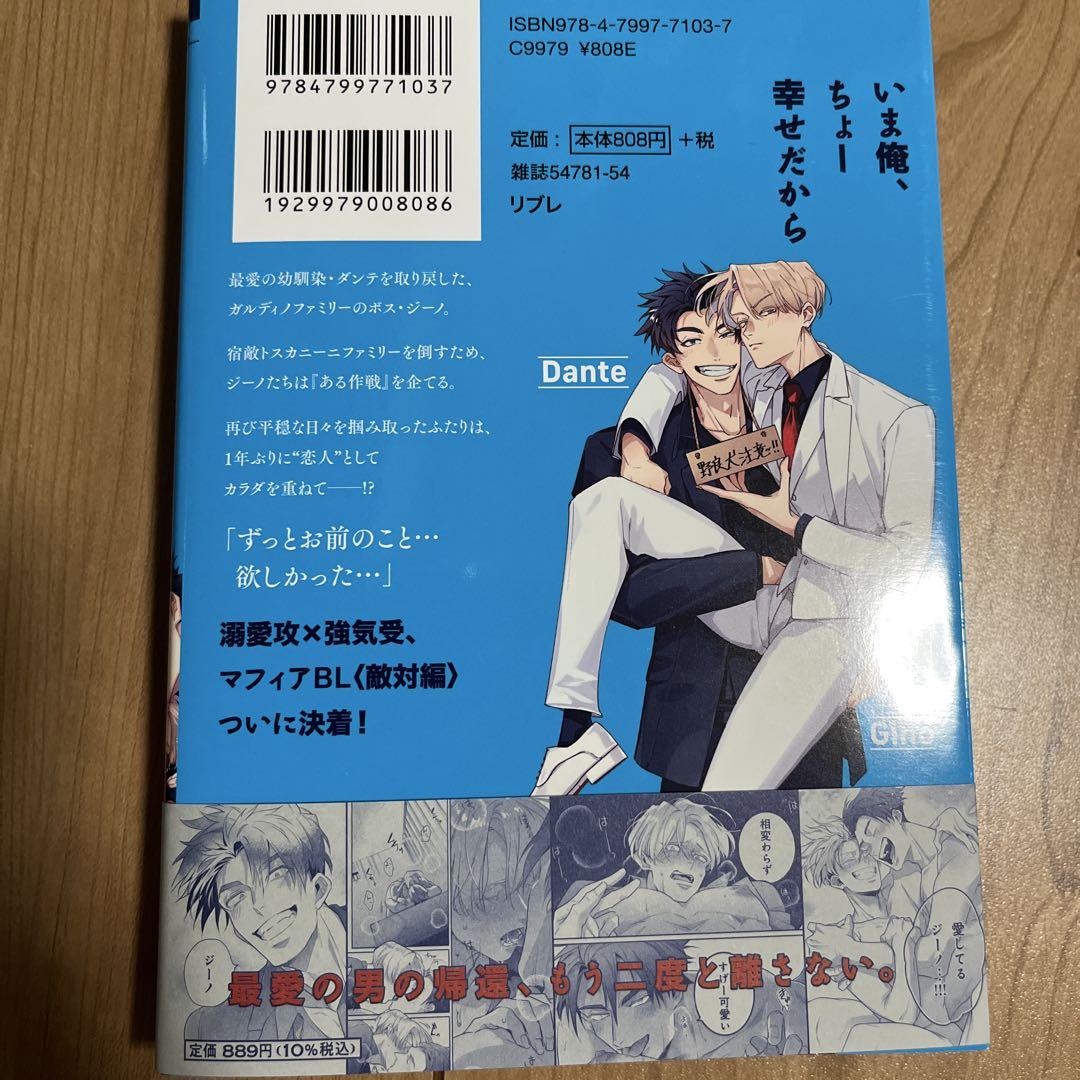 ISBN978-4-7997-7103-7
C9979 ¥808E
9784799771037
1929979008086
定価：本体808円＋税
雑誌54781-54
リブレ
いま俺、
ちょー
幸せだから
最愛の幼馴染・ダンテを取り戻した、
ガルディノファミリーのボス・ジーノ。
宿敵トスカニーニファミリーを倒すため、
ジーノたちは『ある作戦』を企てる。
再び平穏な日々を掴み取ったふたりは、
1年ぶりに“恋人”として
カラダを重ねて――!?
「ずっとお前のこと…
欲しかった…」
溺愛攻×強気受、
マフィアBL〈敵対編〉
ついに決着！
Dante
野良犬注意ッ!!
Gino
相変わらず
愛してる
ジーノ…!!!
ジーノ
すげー可愛い
最愛の男の帰還、もう二度と離さない。
定価 889円（10%税込）